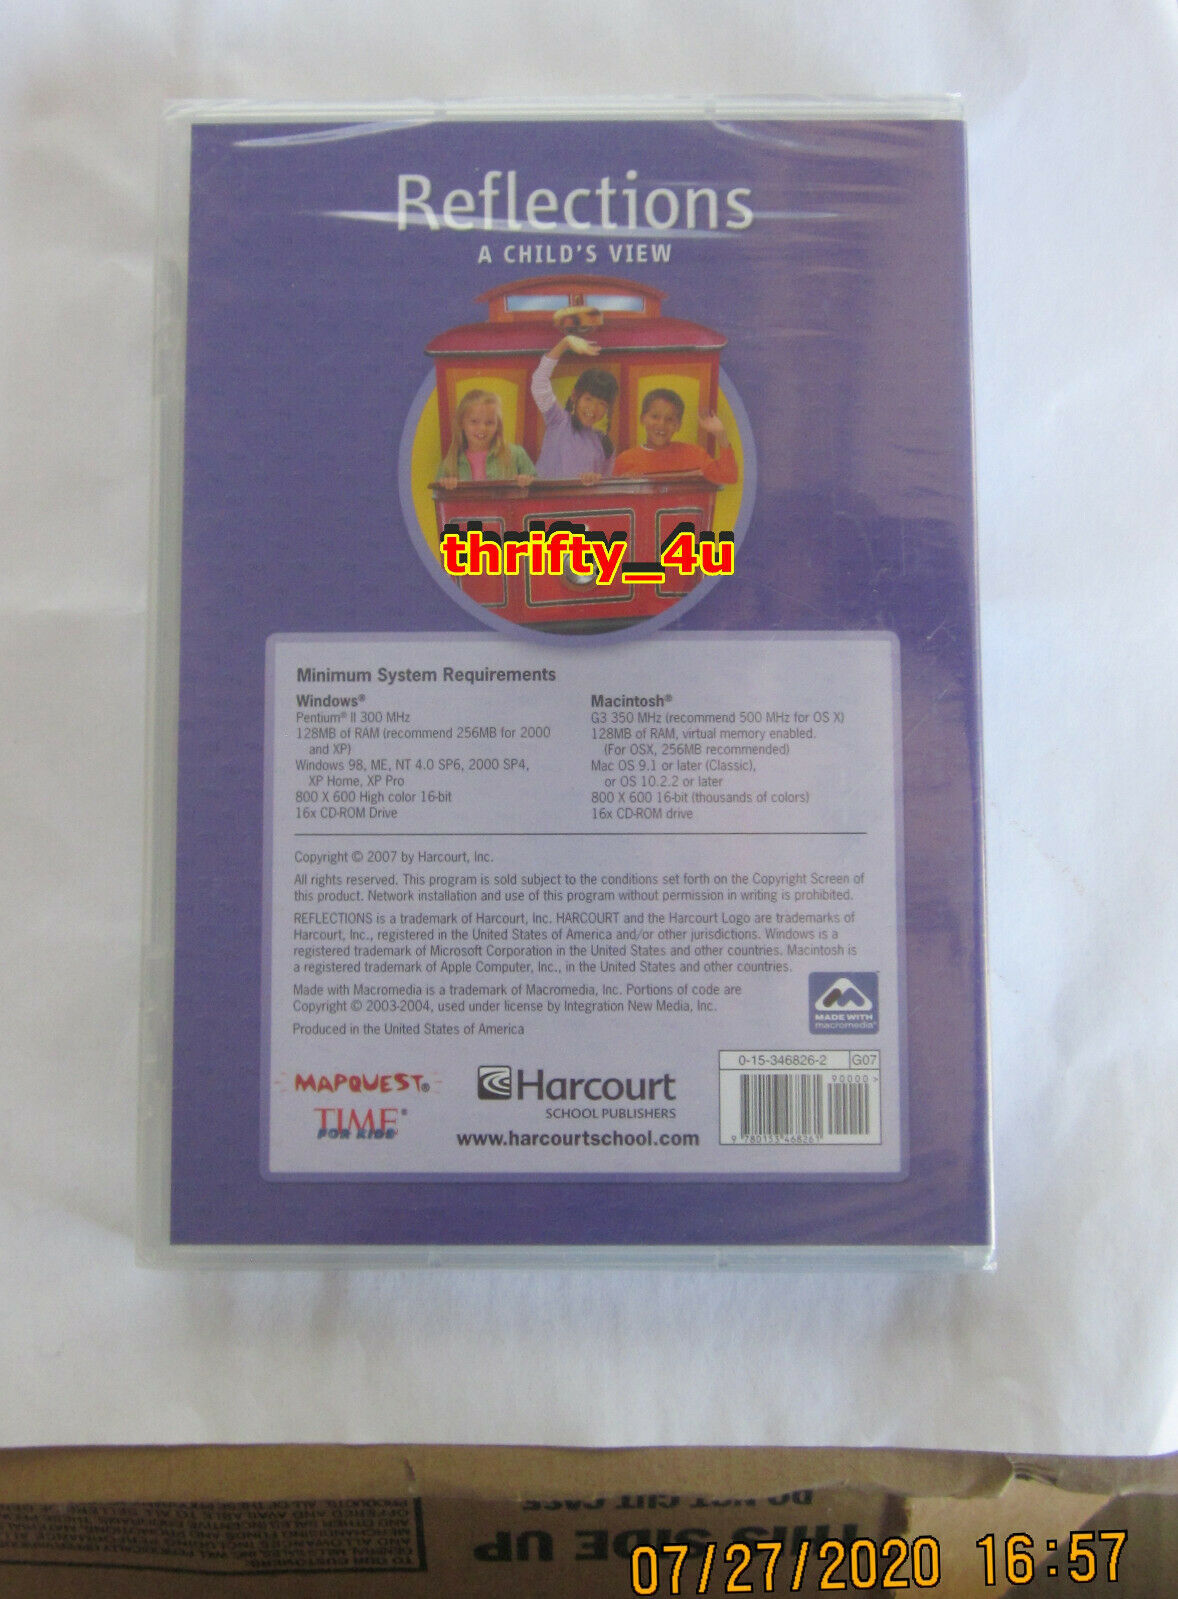 Reflections
A CHILD'S VIEW
thrifty_4u
Minimum System Requirements
Windows®
Pentium® II 300 MHz
128MB of RAM (recommend 256MB for 2000
and XP)
Windows 98, ME, NT 4.0 SP6, 2000 SP4,
XP Home, XP Pro
800 X 600 High color 16-bit
16x CD-ROM Drive
Macintosh®
G3 350 MHz (recommend 500 MHz for OS X)
128MB of RAM, virtual memory enabled.
(For OSX, 256MB recommended)
Mac OS 9.1 or later (Classic),
or OS 10.2.2 or later
800 X 600 16-bit (thousands of colors)
16x CD-ROM drive
Copyright © 2007 by Harcourt, Inc.
All rights reserved. This program is sold subject to the conditions set forth on the Copyright Screen of
this product. Network installation and use of this program without permission in writing is prohibited.
REFLECTIONS is a trademark of Harcourt, Inc. HARCOURT and the Harcourt Logo are trademarks of
Harcourt, Inc., registered in the United States of America and/or other jurisdictions. Windows is a
registered trademark of Microsoft Corporation in the United States and other countries. Macintosh is
a registered trademark of Apple Computer, Inc., in the United States and other countries.
Made with Macromedia is a trademark of Macromedia, Inc. Portions of code are
Copyright © 2003-2004, used under license by Integration New Media, Inc.
Produced in the United States of America
MADE WITH
macromedia®
MAPQUEST®
TIME®
FOR KIDS
Harcourt
SCHOOL PUBLISHERS
www.harcourtschool.com
0-15-346826-2 G07
90000>
9 780153 468261
DO NOT CUT CASE
THIS SIDE UP
TO OUR CUSTOMERS
07/27/2020 16:57